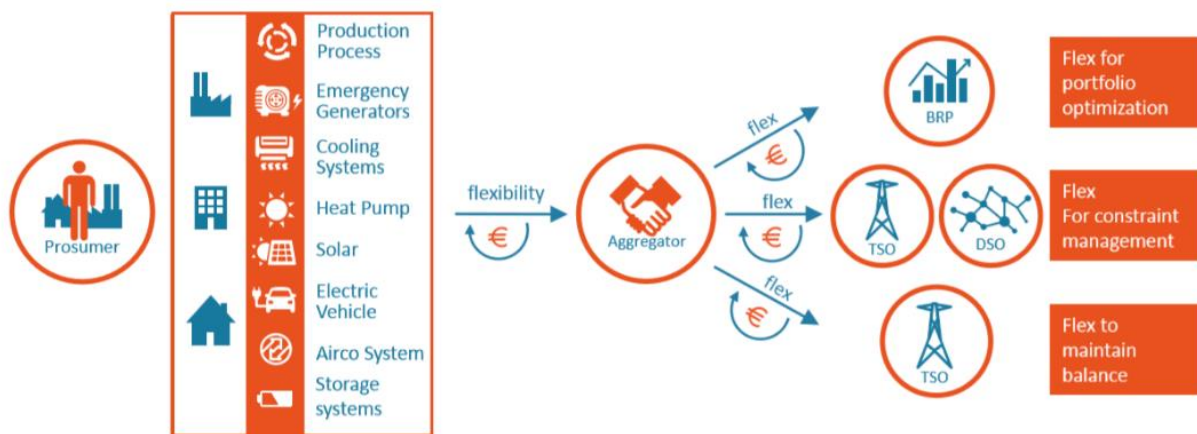 Prosumer
Production
Process
Emergency
Generators
Cooling
Systems
Heat Pump
Solar
Electric
Vehicle
Airco System
Storage
systems
flexibility
€
Aggregator
flex
€
flex
€
flex
€
BRP
TSO
DSO
TSO
Flex for
portfolio
optimization
Flex
For constraint
management
Flex to
maintain
balance